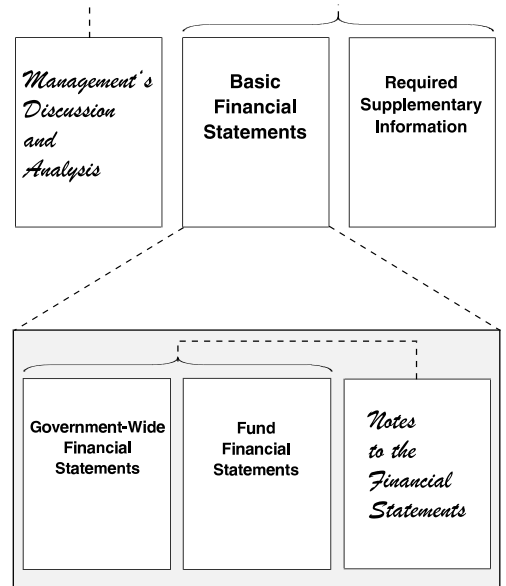 Management's
Discussion
and
Analysis
Basic
Financial
Statements
Required
Supplementary
Information
Government-Wide
Financial
Statements
Fund
Financial
Statements
Notes
to the
Financial
Statements